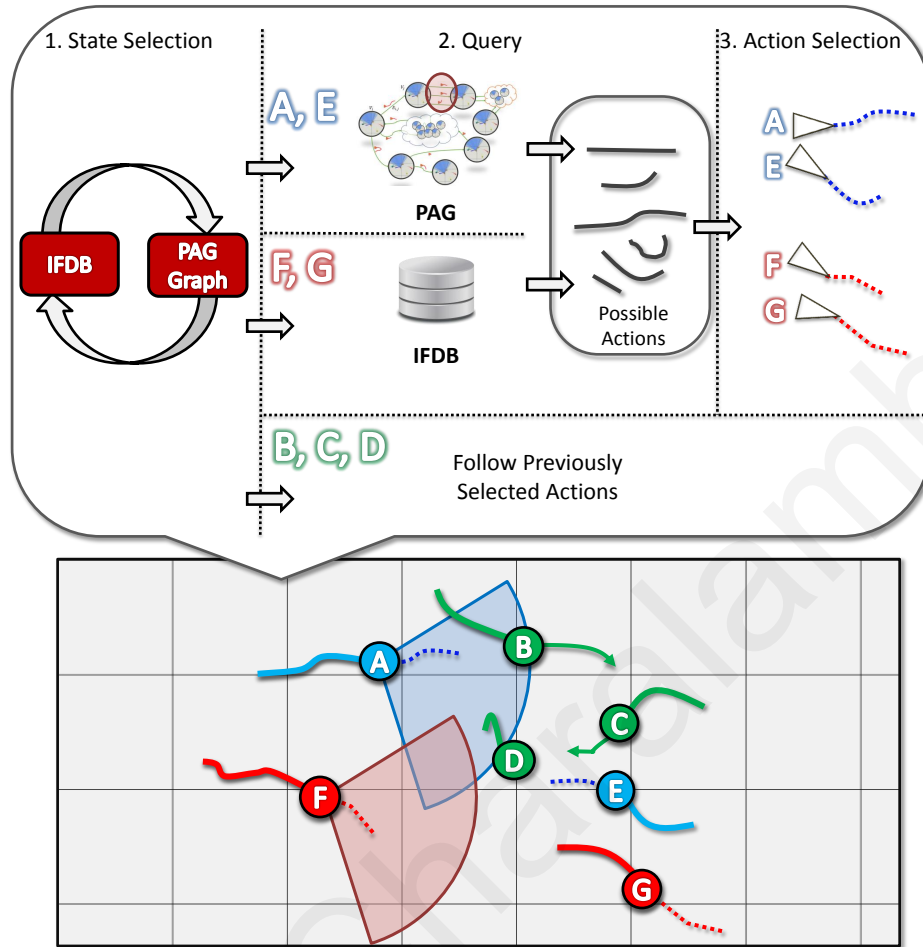 1. State Selection
2. Query
3. Action Selection
A, E
PAG
IFDB
PAG
Graph
F, G
IFDB
Possible
Actions
A
E
F
G
B, C, D
Follow Previously
Selected Actions
A
B
C
D
E
F
G